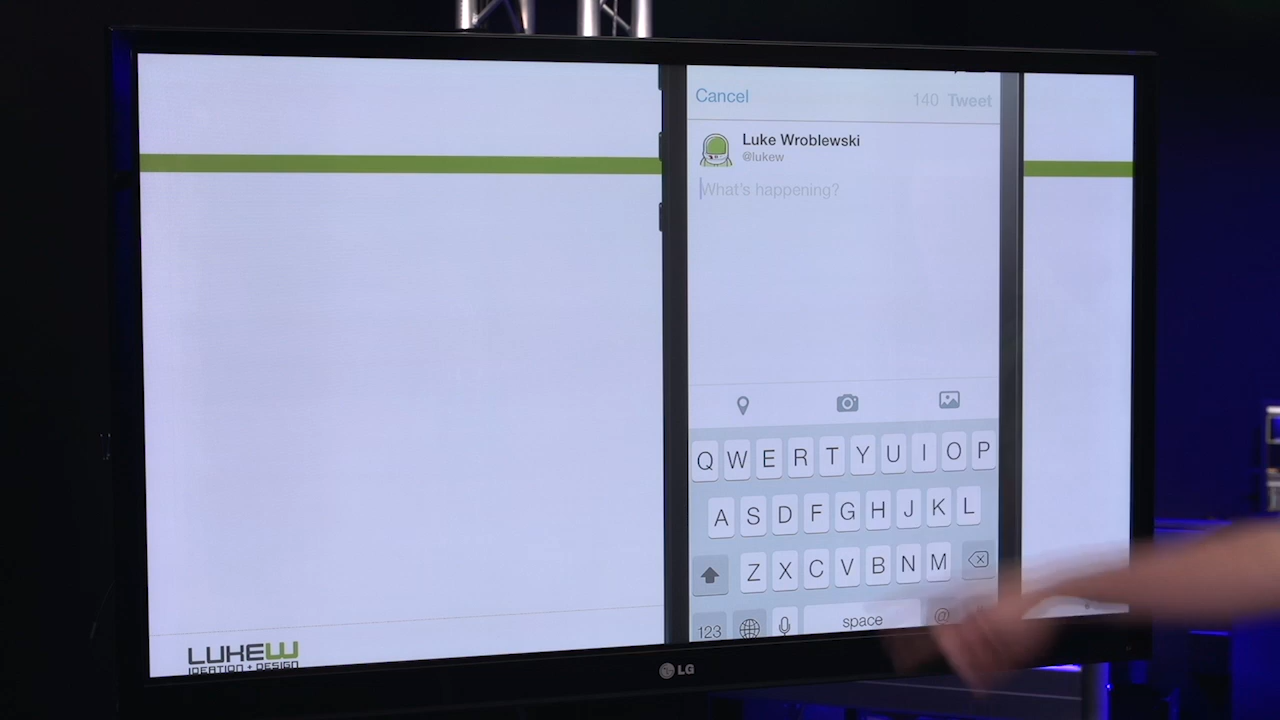 Cancel 140 Tweet
Luke Wroblewski
@lukew
What's happening?
Q W E R T Y U I O P
A S D F G H J K L
Z X C V B N M
123 space @
LUKEW
IDEATION + DESIGN
LG